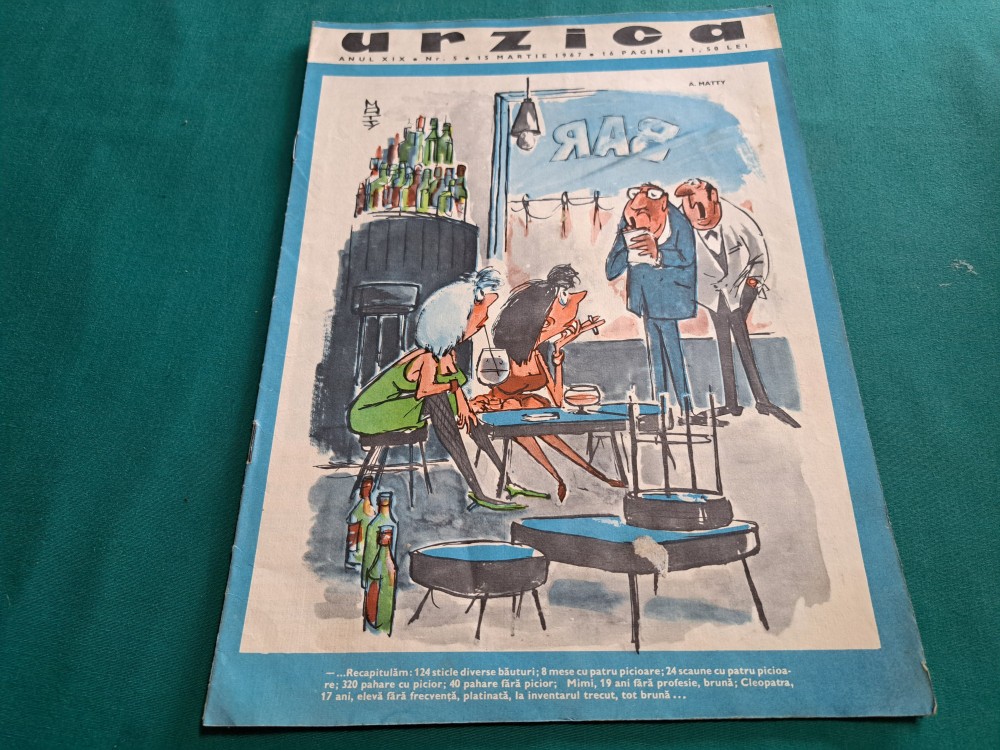 urzica
ANUL XIX • Nr. 5 • 15 MARTIE 1967 • 16 PAGINI • 1,50 LEI
A. MATTY
BAR
—...Recapitulăm: 124 sticle diverse băuturi; 8 mese cu patru picioare; 24 scaune cu patru picioa-
re; 320 pahare cu picior; 40 pahare fără picior; Mimi, 19 ani fără profesie, brună; Cleopatra,
17 ani, elevă fără frecvență, platinată, la inventarul trecut, tot brună...